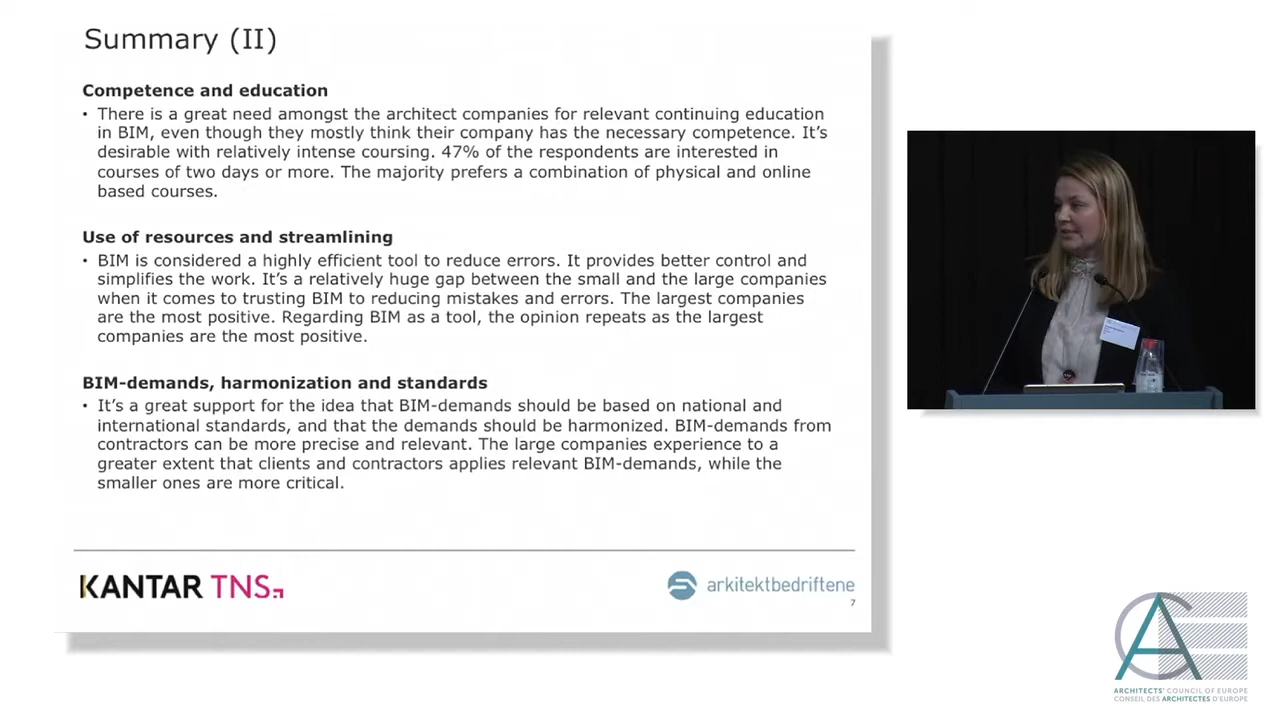 Summary (II)
Competence and education
• There is a great need amongst the architect companies for relevant continuing education
in BIM, even though they mostly think their company has the necessary competence. It's
desirable with relatively intense coursing. 47% of the respondents are interested in
courses of two days or more. The majority prefers a combination of physical and online
based courses.
Use of resources and streamlining
• BIM is considered a highly efficient tool to reduce errors. It provides better control and
simplifies the work. It's a relatively huge gap between the small and the large companies
when it comes to trusting BIM to reducing mistakes and errors. The largest companies
are the most positive. Regarding BIM as a tool, the opinion repeats as the largest
companies are the most positive.
BIM-demands, harmonization and standards
• It's a great support for the idea that BIM-demands should be based on national and
international standards, and that the demands should be harmonized. BIM-demands from
contractors can be more precise and relevant. The large companies experience to a
greater extent that clients and contractors applies relevant BIM-demands, while the
smaller ones are more critical.
KANTAR TNS
arkitektbedriftene
7
ACE
ARCHITECTS' COUNCIL OF EUROPE
CONSEIL DES ARCHITECTES D'EUROPE